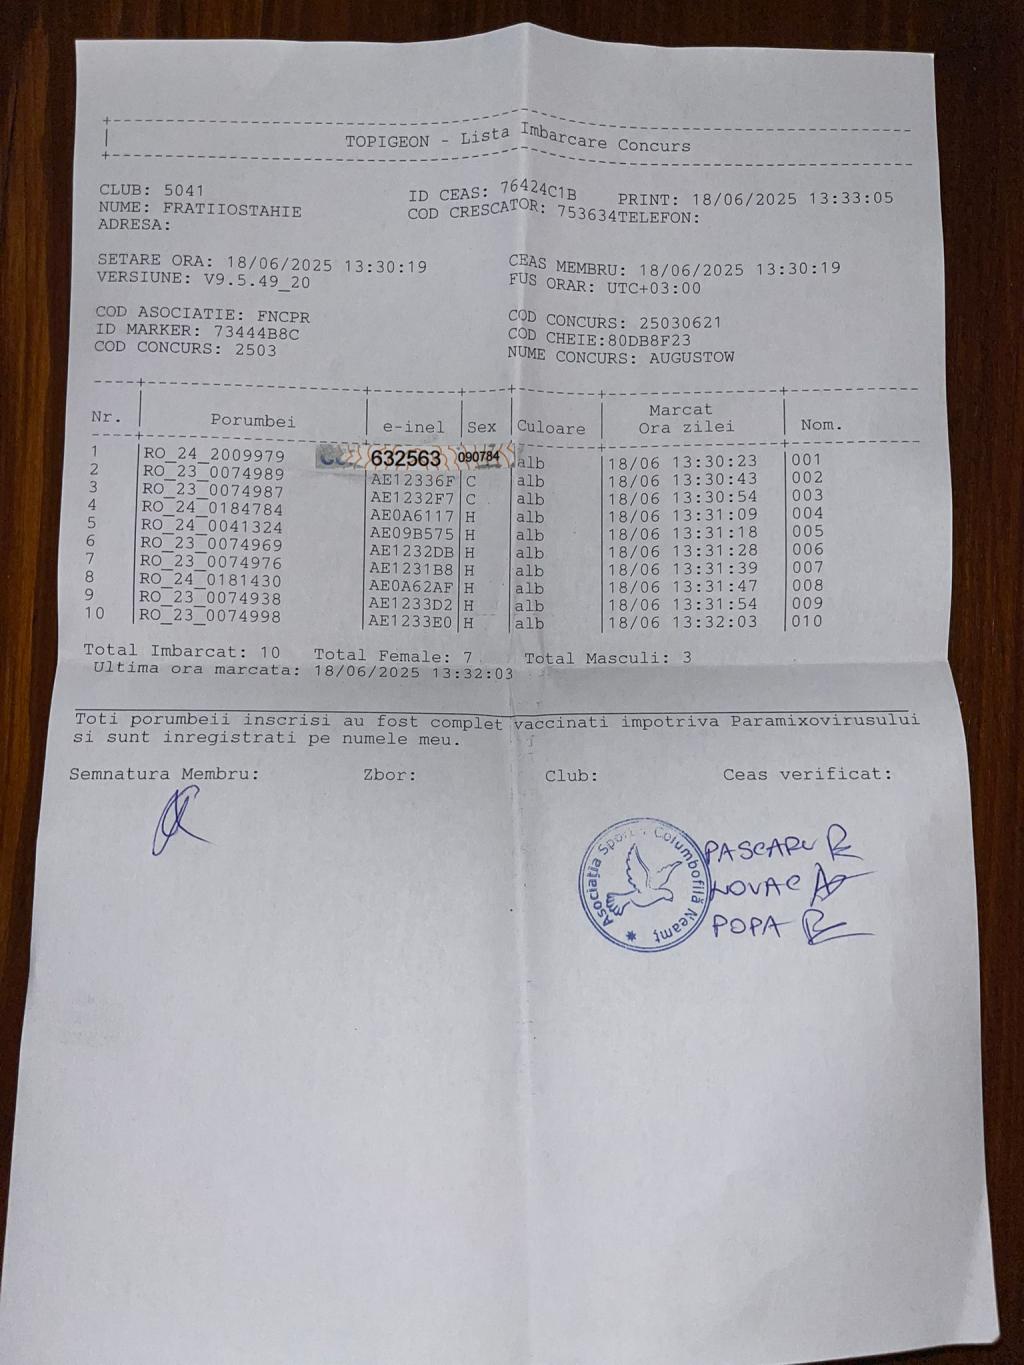 TOPIGEON - Lista Imbarcare Concurs
CLUB: 5041 ID CEAS: 76424C1B PRINT: 18/06/2025 13:33:05
NUME: FRATIIOSTAHIE COD CRESCATOR: 753634TELEFON:
ADRESA:
SETARE ORA: 18/06/2025 13:30:19 CEAS MEMBRU: 18/06/2025 13:30:19
VERSIUNE: V9.5.49_20 FUS ORAR: UTC+03:00
COD ASOCIATIE: FNCPR COD CONCURS: 25030621
ID MARKER: 73444B8C COD CHEIE:80DB8F23
COD CONCURS: 2503 NUME CONCURS: AUGUSTOW
Nr. Porumbei e-inel Sex Culoare Marcat Ora zilei Nom.
1 RO_24_2009979 632563 090784 alb 18/06 13:30:23 001
2 RO_23_0074989 AE12336F C alb 18/06 13:30:43 002
3 RO_23_0074987 AE1232F7 C alb 18/06 13:30:54 003
4 RO_24_0184784 AE0A6117 H alb 18/06 13:31:09 004
5 RO_24_0041324 AE09B575 H alb 18/06 13:31:18 005
6 RO_23_0074969 AE1232DB H alb 18/06 13:31:28 006
7 RO_23_0074976 AE1231B8 H alb 18/06 13:31:39 007
8 RO_24_0181430 AE0A62AF H alb 18/06 13:31:47 008
9 RO_23_0074938 AE1233D2 H alb 18/06 13:31:54 009
10 RO_23_0074998 AE1233E0 H alb 18/06 13:32:03 010
Total Imbarcat: 10 Total Female: 7 Total Masculi: 3
Ultima ora marcata: 18/06/2025 13:32:03
Toti porumbeii inscrisi au fost complet vaccinati impotriva Paramixovirusului
si sunt inregistrati pe numele meu.
Semnatura Membru: Zbor: Club: Ceas verificat:
Asociația Columbofilă Neamț
PASCARU
NOVAC
POPA